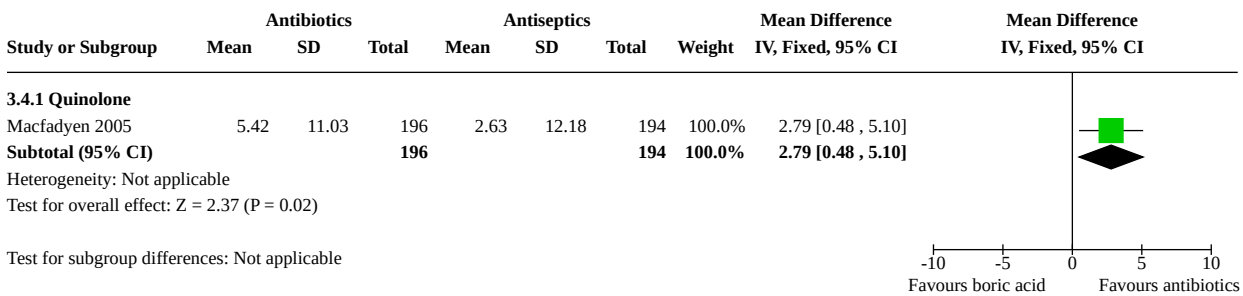 Antibiotics Antiseptics Mean Difference Mean Difference
Study or Subgroup Mean SD Total Mean SD Total Weight IV, Fixed, 95% CI IV, Fixed, 95% CI
3.4.1 Quinolone
Macfadyen 2005 5.42 11.03 196 2.63 12.18 194 100.0% 2.79 [0.48 , 5.10]
Subtotal (95% CI) 196 194 100.0% 2.79 [0.48 , 5.10]
Heterogeneity: Not applicable
Test for overall effect: Z = 2.37 (P = 0.02)
Test for subgroup differences: Not applicable
-10 -5 0 5 10
Favours boric acid Favours antibiotics